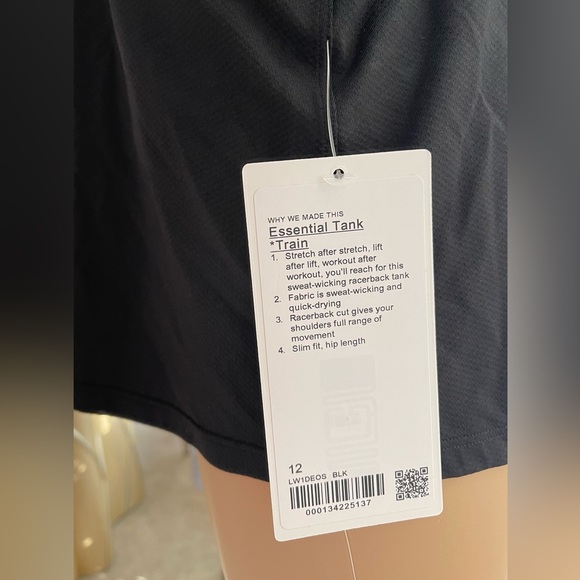 WHY WE MADE THIS
Essential Tank
*Train
1. Stretch after stretch, lift
after lift, workout after
workout, you'll reach for this
sweat-wicking racerback tank
2. Fabric is sweat-wicking and
quick-drying
3. Racerback cut gives your
shoulders full range of
movement
4. Slim fit, hip length
12
LW1DEOS BLK
000134225137